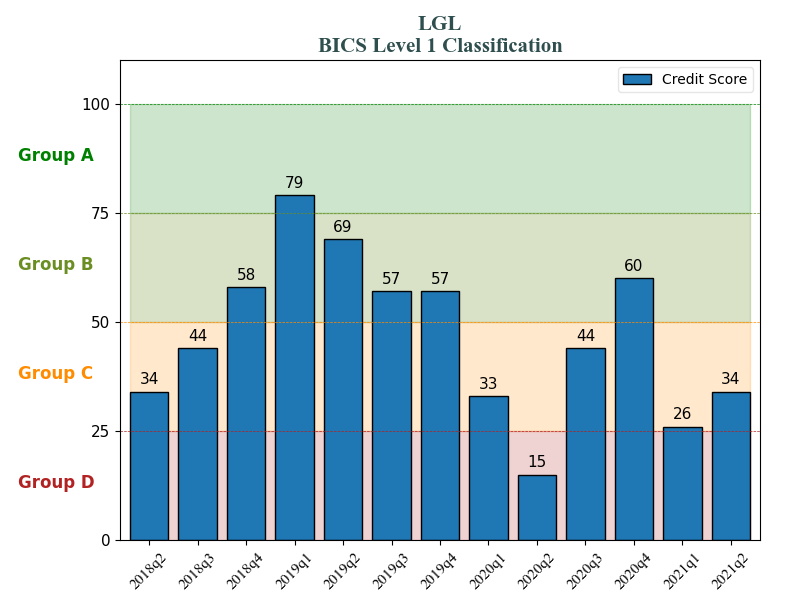 LGL
BICS Level 1 Classification
Credit Score
100
Group A
79
75
69
Group B
58
57
57
60
50
44
44
Group C
34
33
34
26
25
15
Group D
0
2018q2
2018q3
2018q4
2019q1
2019q2
2019q3
2019q4
2020q1
2020q2
2020q3
2020q4
2021q1
2021q2